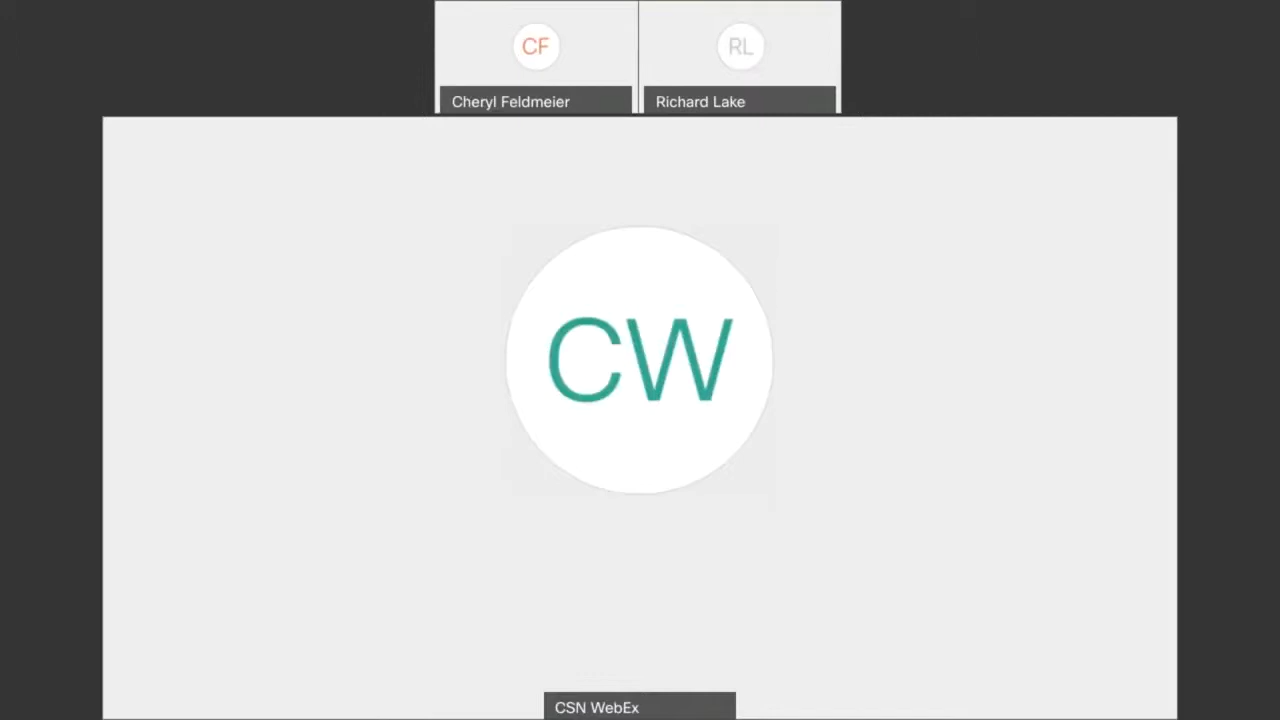 CF
RL
Cheryl Feldmeier
Richard Lake
CW
CSN WebEx